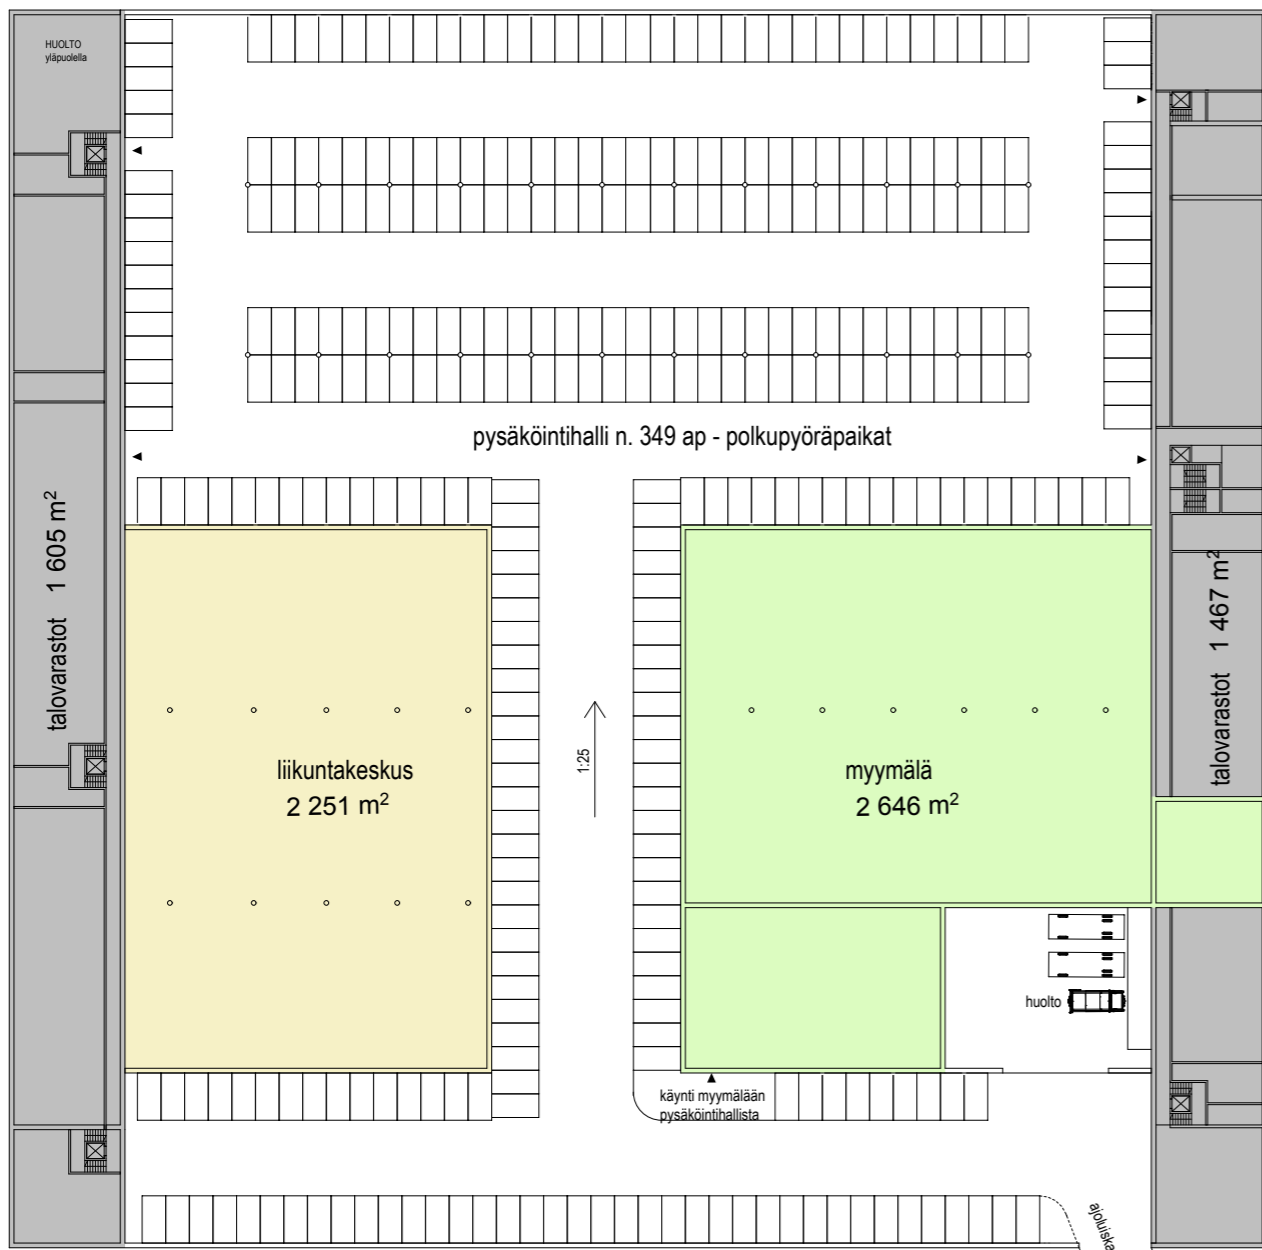 HUOLTO
yläpuolella
pysäköintihalli n. 349 ap - polkupyöräpaikat
talovarastot 1 605 m²
talovarastot 1 467 m²
liikuntakeskus
2 251 m²
1:25
myymälä
2 646 m²
huolto
käynti myymälään
pysäköintihallista
ajoluiska